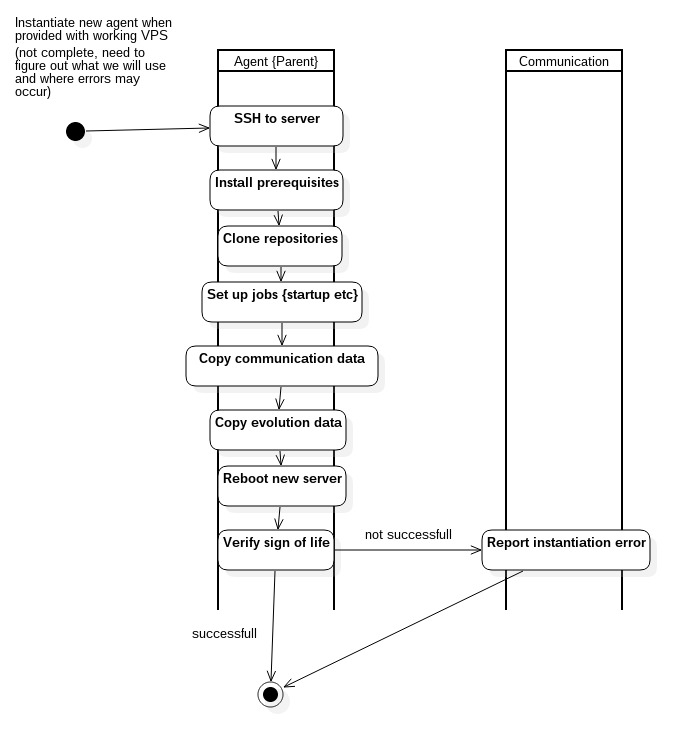 Instantiate new agent when
provided with working VPS
(not complete, need to
figure out what we will use
and where errors may
occur)
Agent {Parent}
Communication
SSH to server
Install prerequisites
Clone repositories
Set up jobs {startup etc}
Copy communication data
Copy evolution data
Reboot new server
Verify sign of life
not successfull
Report instantiation error
successfull